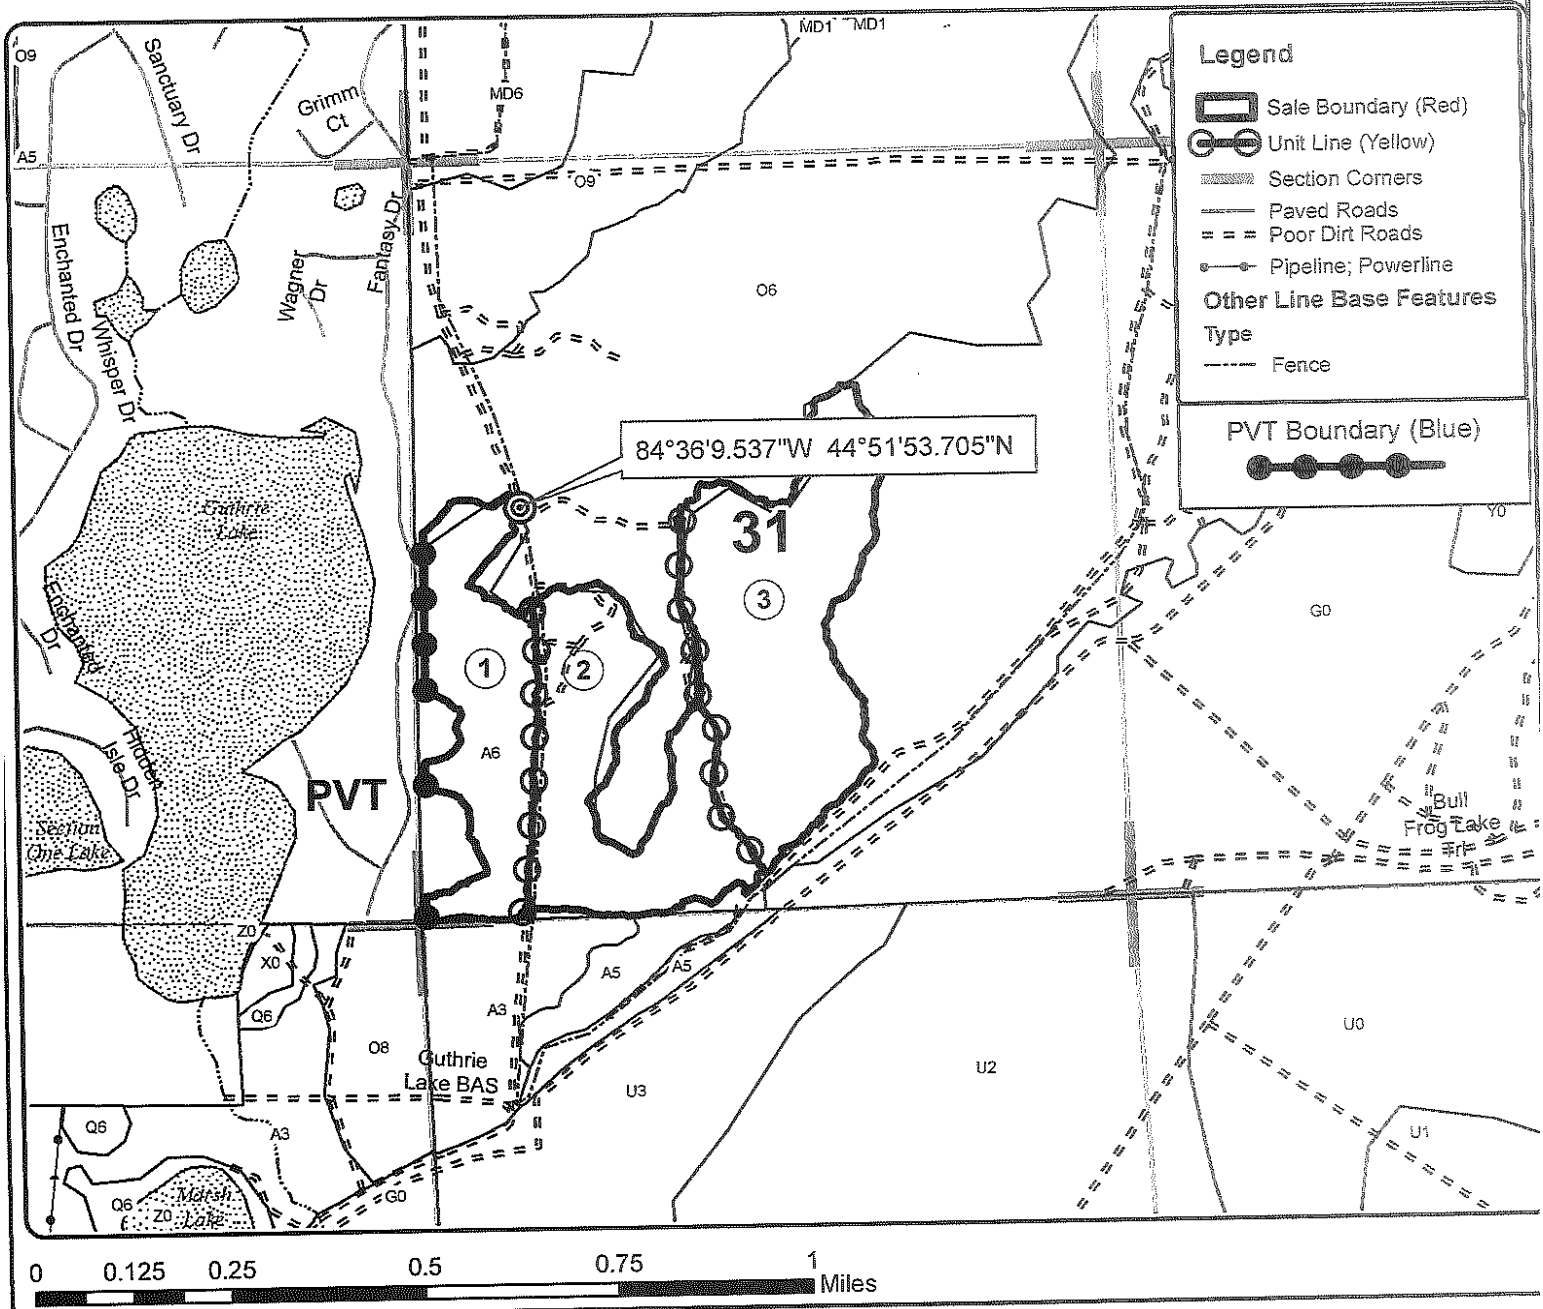 O9
Sanctuary Dr
Grimm
Ct
MD6
MD1
MD1
A5
O9
Enchanted Dr
Whisper Dr
Wagner
Dr
Fantasy Dr
O6
Legend
Sale Boundary (Red)
Unit Line (Yellow)
Section Corners
Paved Roads
Poor Dirt Roads
Pipeline; Powerline
Other Line Base Features
Type
Fence
PVT Boundary (Blue)
84°36'9.537"W 44°51'53.705"N
Guthrie
Lake
31
Y0
Enchanted
Dr
1
2
3
G0
A6
Hidden
Isle Dr
PVT
Section
One Lake
Bull
Frog Lake
Trl
Z0
X0
Q6
A5
A5
A3
O8
Guthrie
Lake BAS
U3
U2
U0
U1
Q6
A3
Q6
Z0
Marsh
Lake
G0
0 0.125 0.25 0.5 0.75 1
Miles